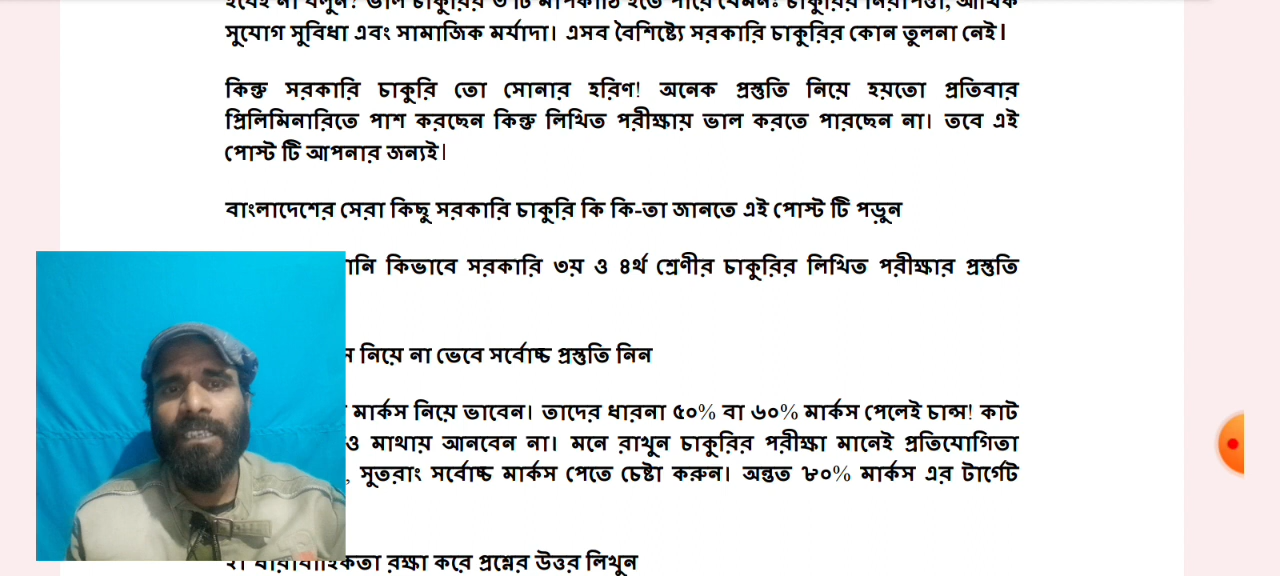 সুযোগ সুবিধা এবং সামাজিক মর্যাদা। এসব বৈশিষ্ট্যে সরকারি চাকুরির কোন তুলনা নেই।
কিন্তু সরকারি চাকুরি তো সোনার হরিণ! অনেক প্রস্তুতি নিয়ে হয়তো প্রতিবার
প্রিলিমিনারিতে পাশ করছেন কিন্তু লিখিত পরীক্ষায় ভাল করতে পারছেন না। তবে এই
পোস্ট টি আপনার জন্যই।
বাংলাদেশের সেরা কিছু সরকারি চাকুরি কি কি-তা জানতে এই পোস্ট টি পড়ুন
কিভাবে সরকারি ৩য় ও ৪র্থ শ্রেণীর চাকুরির লিখিত পরীক্ষার প্রস্তুতি
নিয়ে না ভেবে সর্বোচ্চ প্রস্তুতি নিন
মার্কস নিয়ে ভাবেন। তাদের ধারনা ৫০% বা ৬০% মার্কস পেলেই চান্স! কাট
ও মাথায় আনবেন না। মনে রাখুন চাকুরির পরীক্ষা মানেই প্রতিযোগিতা
, সুতরাং সর্বোচ্চ মার্কস পেতে চেষ্টা করুন। অন্তত ৮০% মার্কস এর টার্গেট
২। ধারাবাহিকতা রক্ষা করে প্রশ্নের উত্তর লিখুন